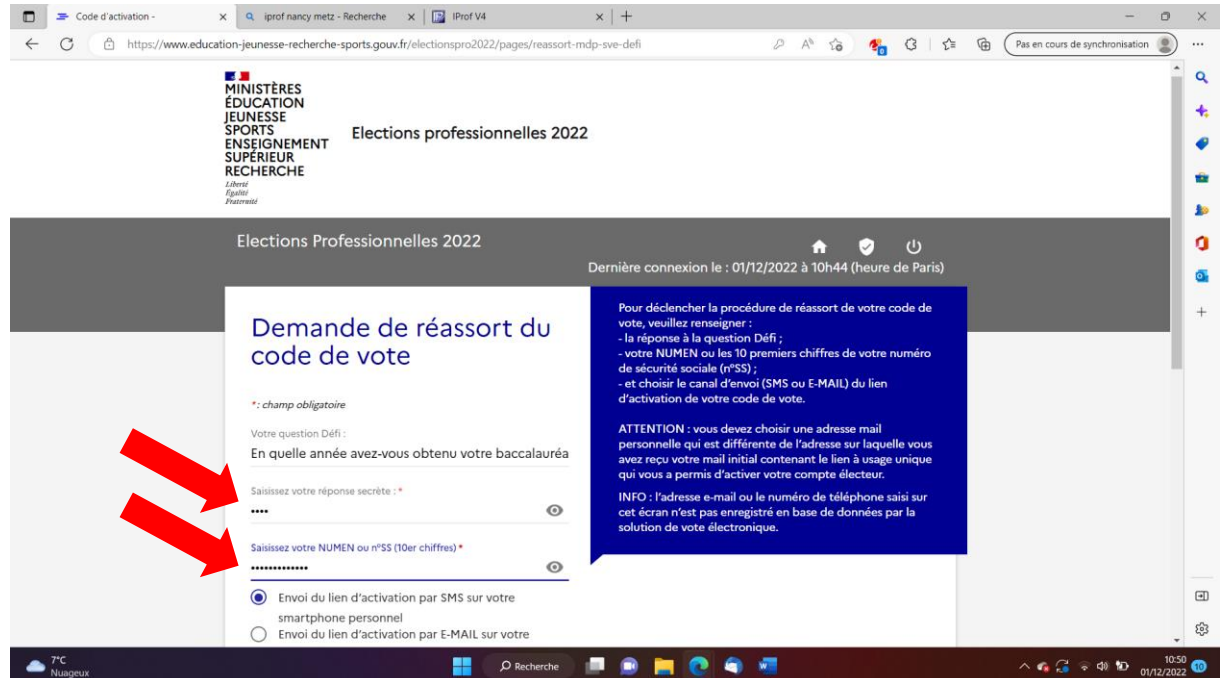 Code d'activation -
iprof nancy metz - Recherche
IProf V4
https://www.education-jeunesse-recherche-sports.gouv.fr/electionspro2022/pages/reassort-mdp-sve-defi
Pas en cours de synchronisation
MINISTÈRES
ÉDUCATION
JEUNESSE
SPORTS
ENSEIGNEMENT
SUPÉRIEUR
RECHERCHE
Liberté
Égalité
Fraternité
Elections professionnelles 2022
Elections Professionnelles 2022
Dernière connexion le : 01/12/2022 à 10h44 (heure de Paris)
Demande de réassort du
code de vote
* : champ obligatoire
Votre question Défi :
En quelle année avez-vous obtenu votre baccalauréa
Saisissez votre réponse secrète : *
••••
Saisissez votre NUMEN ou n°SS (10er chiffres) *
•••••••••••••
Envoi du lien d'activation par SMS sur votre
smartphone personnel
Envoi du lien d'activation par E-MAIL sur votre
Pour déclencher la procédure de réassort de votre code de
vote, veuillez renseigner :
- la réponse à la question Défi ;
- votre NUMEN ou les 10 premiers chiffres de votre numéro
de sécurité sociale (n°SS) ;
- et choisir le canal d'envoi (SMS ou E-MAIL) du lien
d'activation de votre code de vote.
ATTENTION : vous devez choisir une adresse mail
personnelle qui est différente de l'adresse sur laquelle vous
avez reçu votre mail initial contenant le lien à usage unique
qui vous a permis d'activer votre compte électeur.
INFO : l'adresse e-mail ou le numéro de téléphone saisi sur
cet écran n'est pas enregistré en base de données par la
solution de vote électronique.
7°C
Nuageux
Recherche
10:50
01/12/2022
10